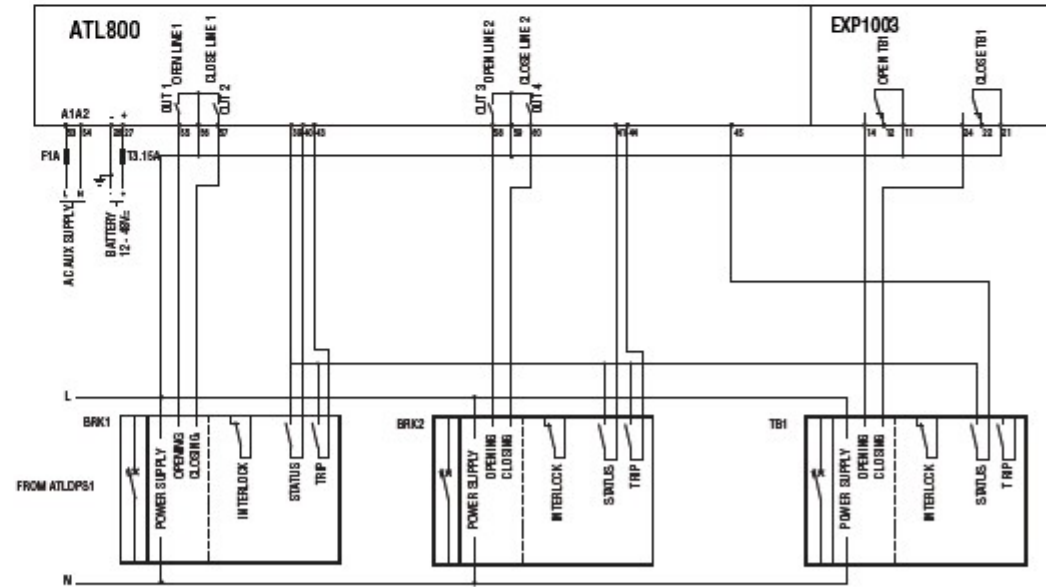 ATL800
EXP1003
OPEN LINE 1
CLOSE LINE 1
OUT 1
OUT 2
OPEN LINE 2
CLOSE LINE 2
OUT 3
OUT 4
OPEN TB1
CLOSE TB1
A1 A2
- +
53 54 26 27 55 56 57 39 40 43 58 59 60 41 44 45 14 12 11 24 22 21
F1A
T3.15A
L N - +
AC AUX SUPPLY
BATTERY
12 - 48V
L
BRK1
BRK2
TB1
FROM ATLDPS1
POWER SUPPLY
OPENING
CLOSING
INTERLOCK
STATUS
TRIP
POWER SUPPLY
OPENING
CLOSING
INTERLOCK
STATUS
TRIP
POWER SUPPLY
OPENING
CLOSING
INTERLOCK
STATUS
TRIP
N